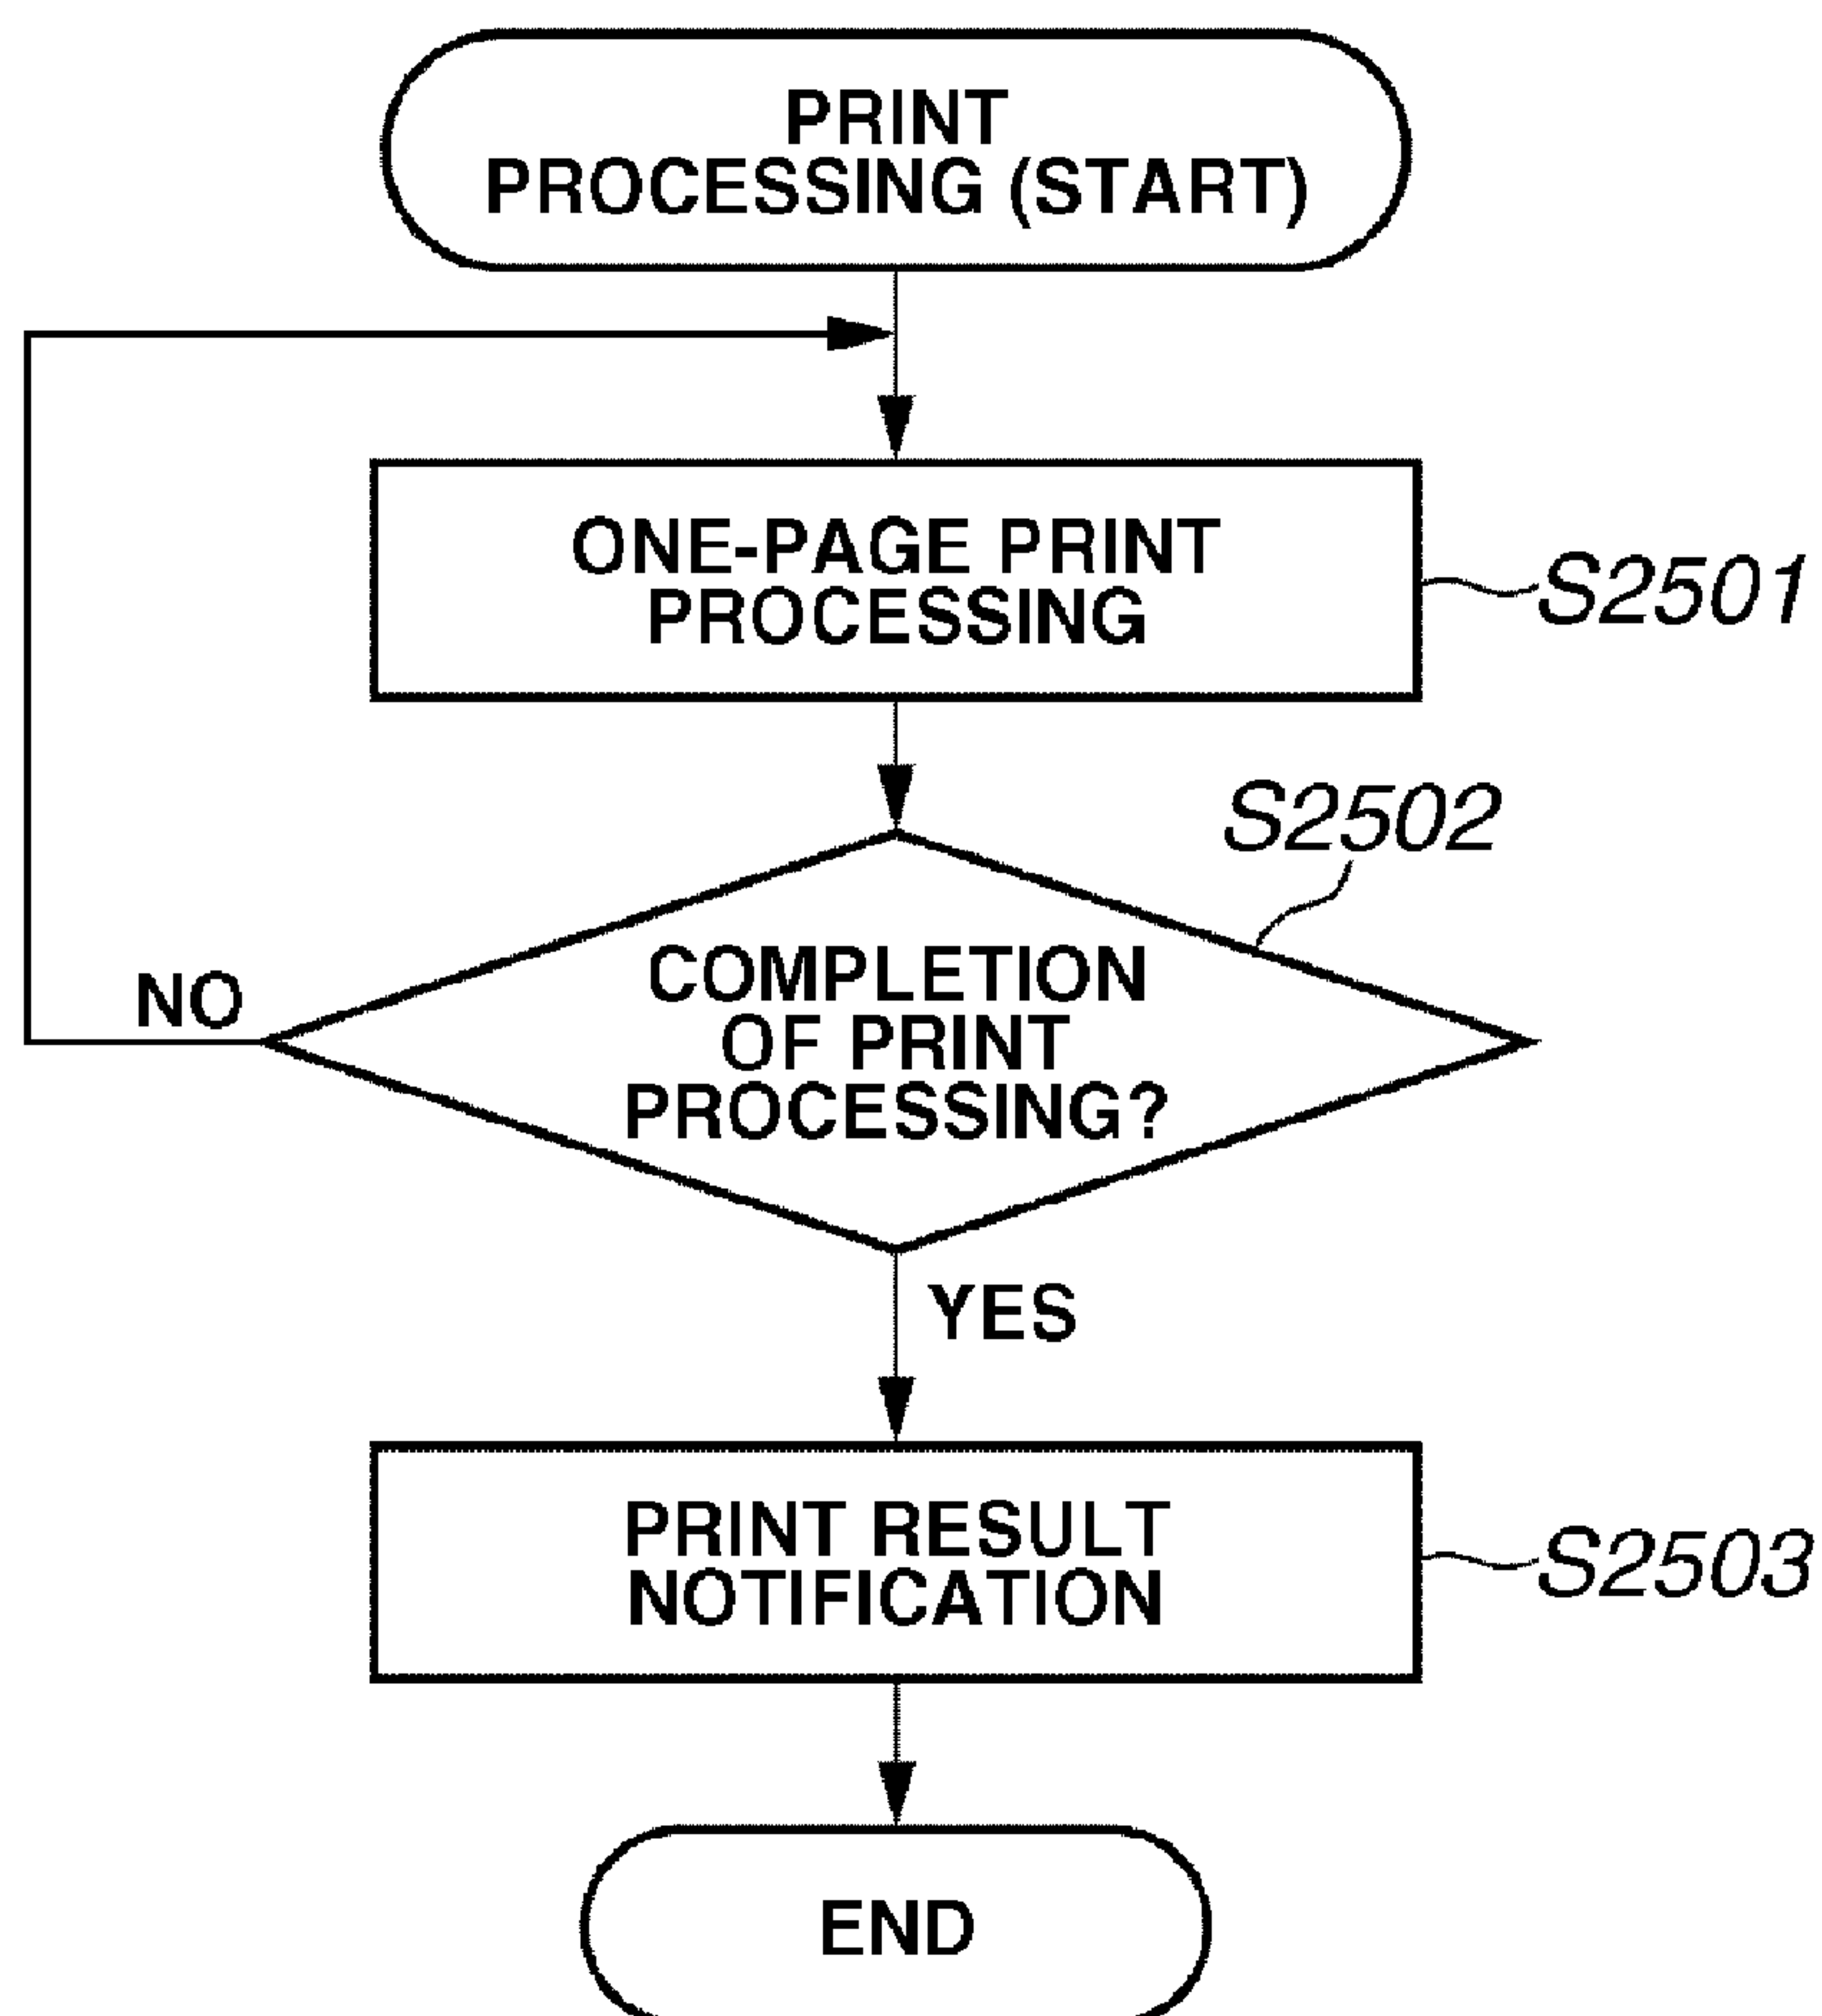 PRINT
PROCESSING (START)
ONE-PAGE PRINT
PROCESSING
S2501
S2502
COMPLETION
OF PRINT
PROCESSING?
NO
YES
PRINT RESULT
NOTIFICATION
S2503
END